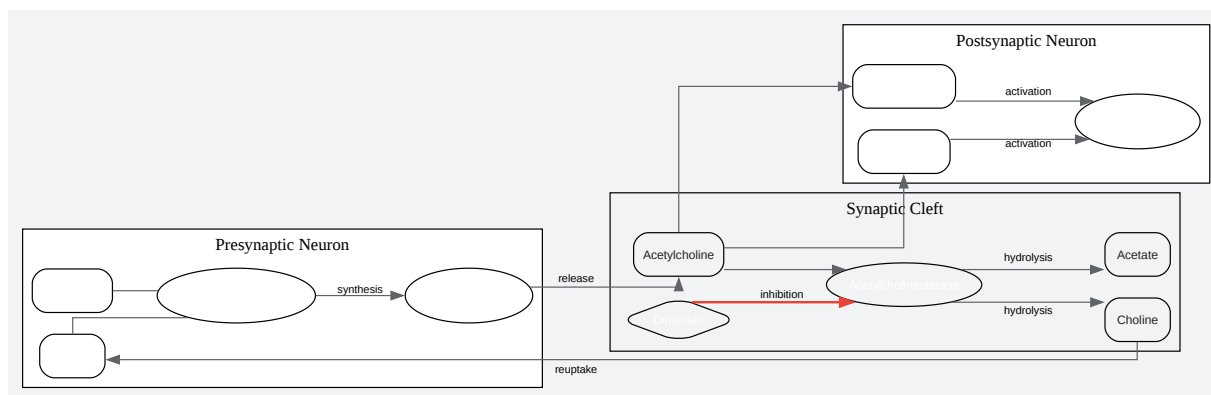 Postsynaptic Neuron
activation
activation
Synaptic Cleft
Acetylcholine
Acetylcholinesterase
inhibition
hydrolysis
hydrolysis
Acetate
Choline
Presynaptic Neuron
synthesis
release
reuptake